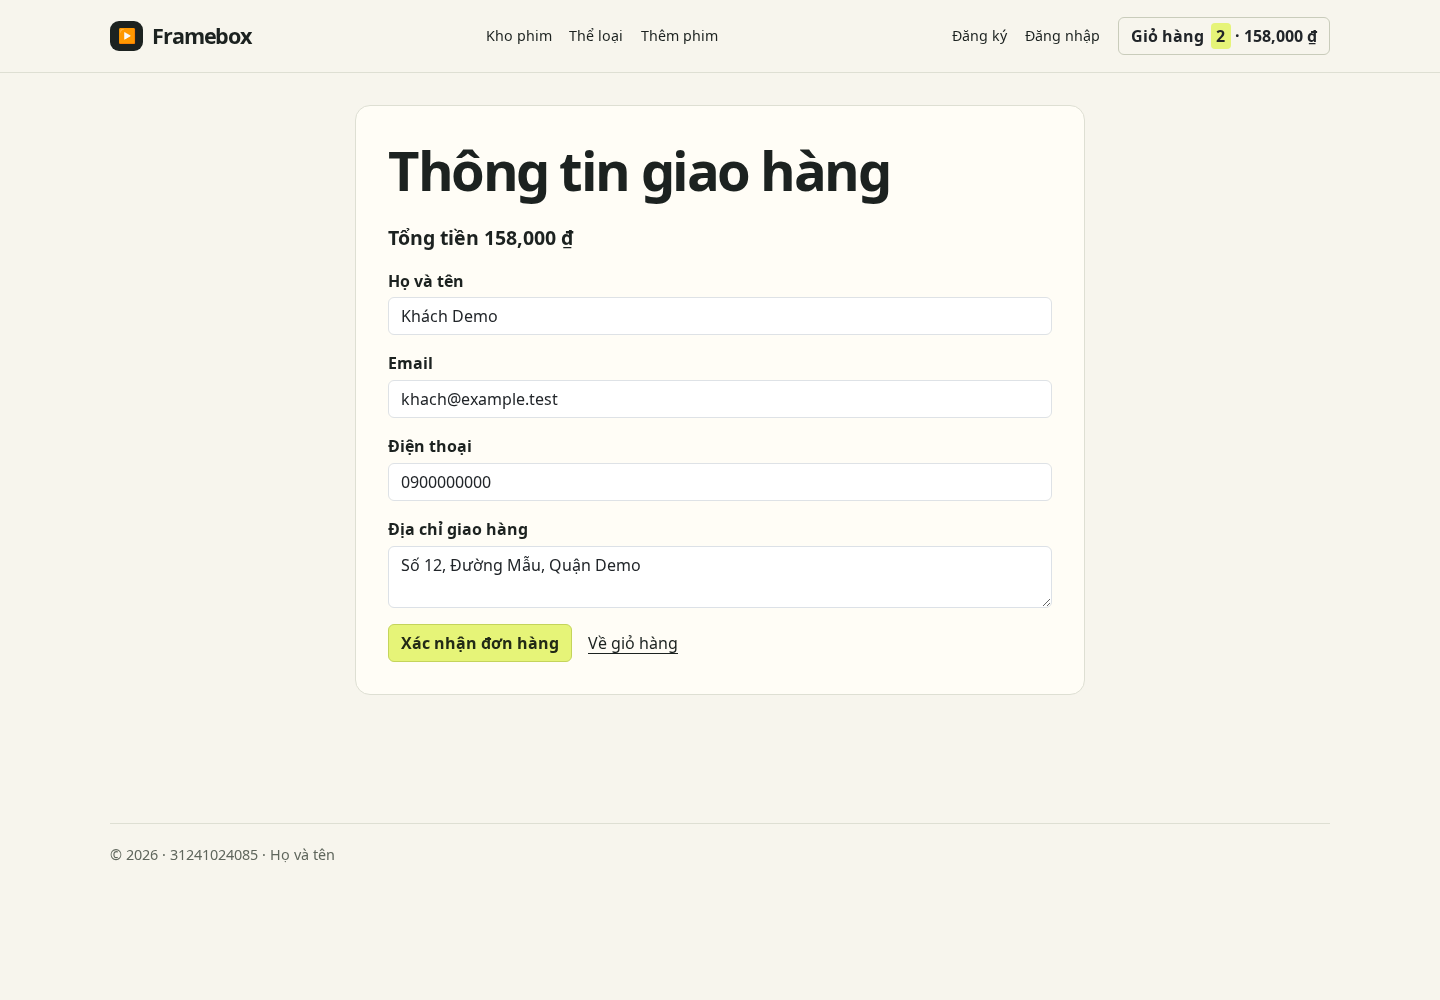 Framebox
Kho phim Thể loại Thêm phim
Đăng ký Đăng nhập Giỏ hàng 2 · 158,000 ₫
Thông tin giao hàng
Tổng tiền 158,000 ₫
Họ và tên
Khách Demo
Email
khach@example.test
Điện thoại
0900000000
Địa chỉ giao hàng
Số 12, Đường Mẫu, Quận Demo
Xác nhận đơn hàng Về giỏ hàng
© 2026 · 31241024085 · Họ và tên